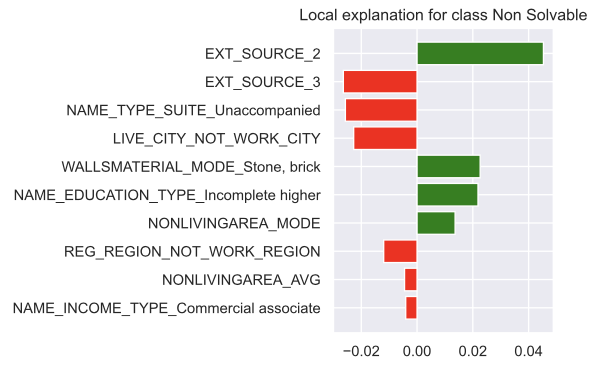 Local explanation for class Non Solvable
EXT_SOURCE_2
EXT_SOURCE_3
NAME_TYPE_SUITE_Unaccompanied
LIVE_CITY_NOT_WORK_CITY
WALLSMATERIAL_MODE_Stone, brick
NAME_EDUCATION_TYPE_Incomplete higher
NONLIVINGAREA_MODE
REG_REGION_NOT_WORK_REGION
NONLIVINGAREA_AVG
NAME_INCOME_TYPE_Commercial associate
−0.02 0.00 0.02 0.04